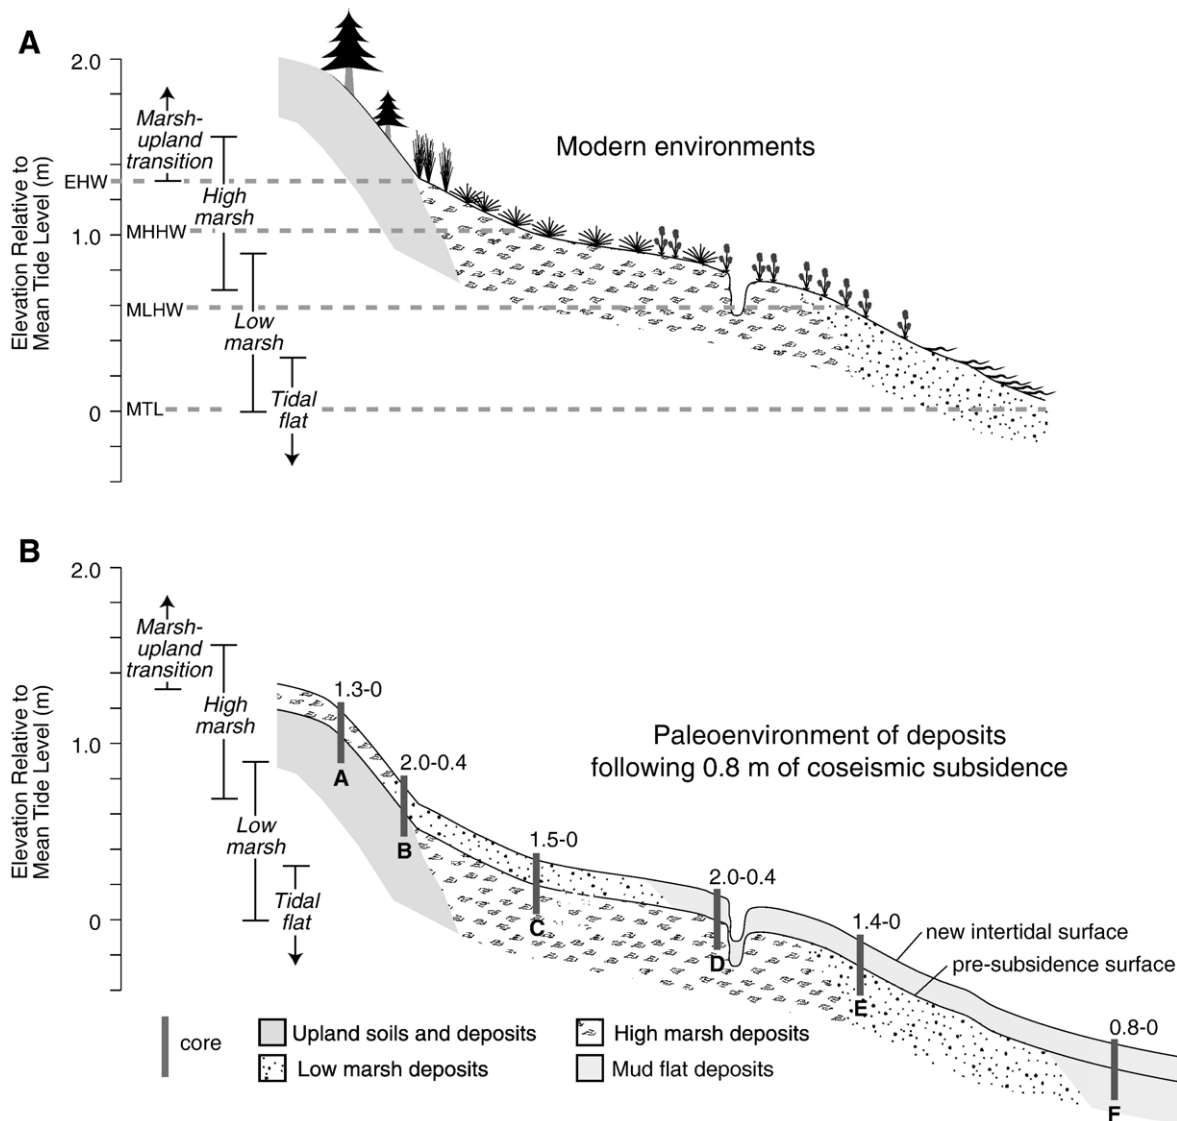 A
2.0
Marsh-
upland
transition
EHW
High
marsh
1.0
MHHW
MLHW
Low
marsh
Tidal
flat
0
MTL
Elevation Relative to
Mean Tide Level (m)
Modern environments
B
2.0
Marsh-
upland
transition
High
marsh
1.0
Low
marsh
Tidal
flat
0
Elevation Relative to
Mean Tide Level (m)
1.3-0
A
2.0-0.4
B
1.5-0
C
2.0-0.4
D
1.4-0
E
0.8-0
F
Paleoenvironment of deposits
following 0.8 m of coseismic subsidence
new intertidal surface
pre-subsidence surface
core
Upland soils and deposits
High marsh deposits
Low marsh deposits
Mud flat deposits